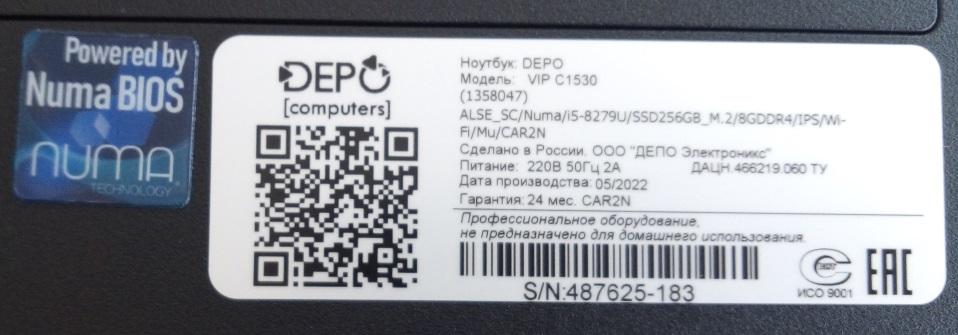 Powered by
Numa BIOS
NUMA
TECHNOLOGY
DEPO
[computers]
Ноутбук: DEPO
Модель: VIP C1530
(1358047)
ALSE_SC/Numa/i5-8279U/SSD256GB_M.2/8GDDR4/IPS/Wi-
Fi/Mu/CAR2N
Сделано в России. ООО "ДЕПО Электроникс"
Питание: 220В 50Гц 2А ДАЦН.466219.060 ТУ
Дата производства: 05/2022
Гарантия: 24 мес. CAR2N
Профессиональное оборудование,
не предназначено для домашнего использования.
S/N:487625-183
ИСО 9001
EAC